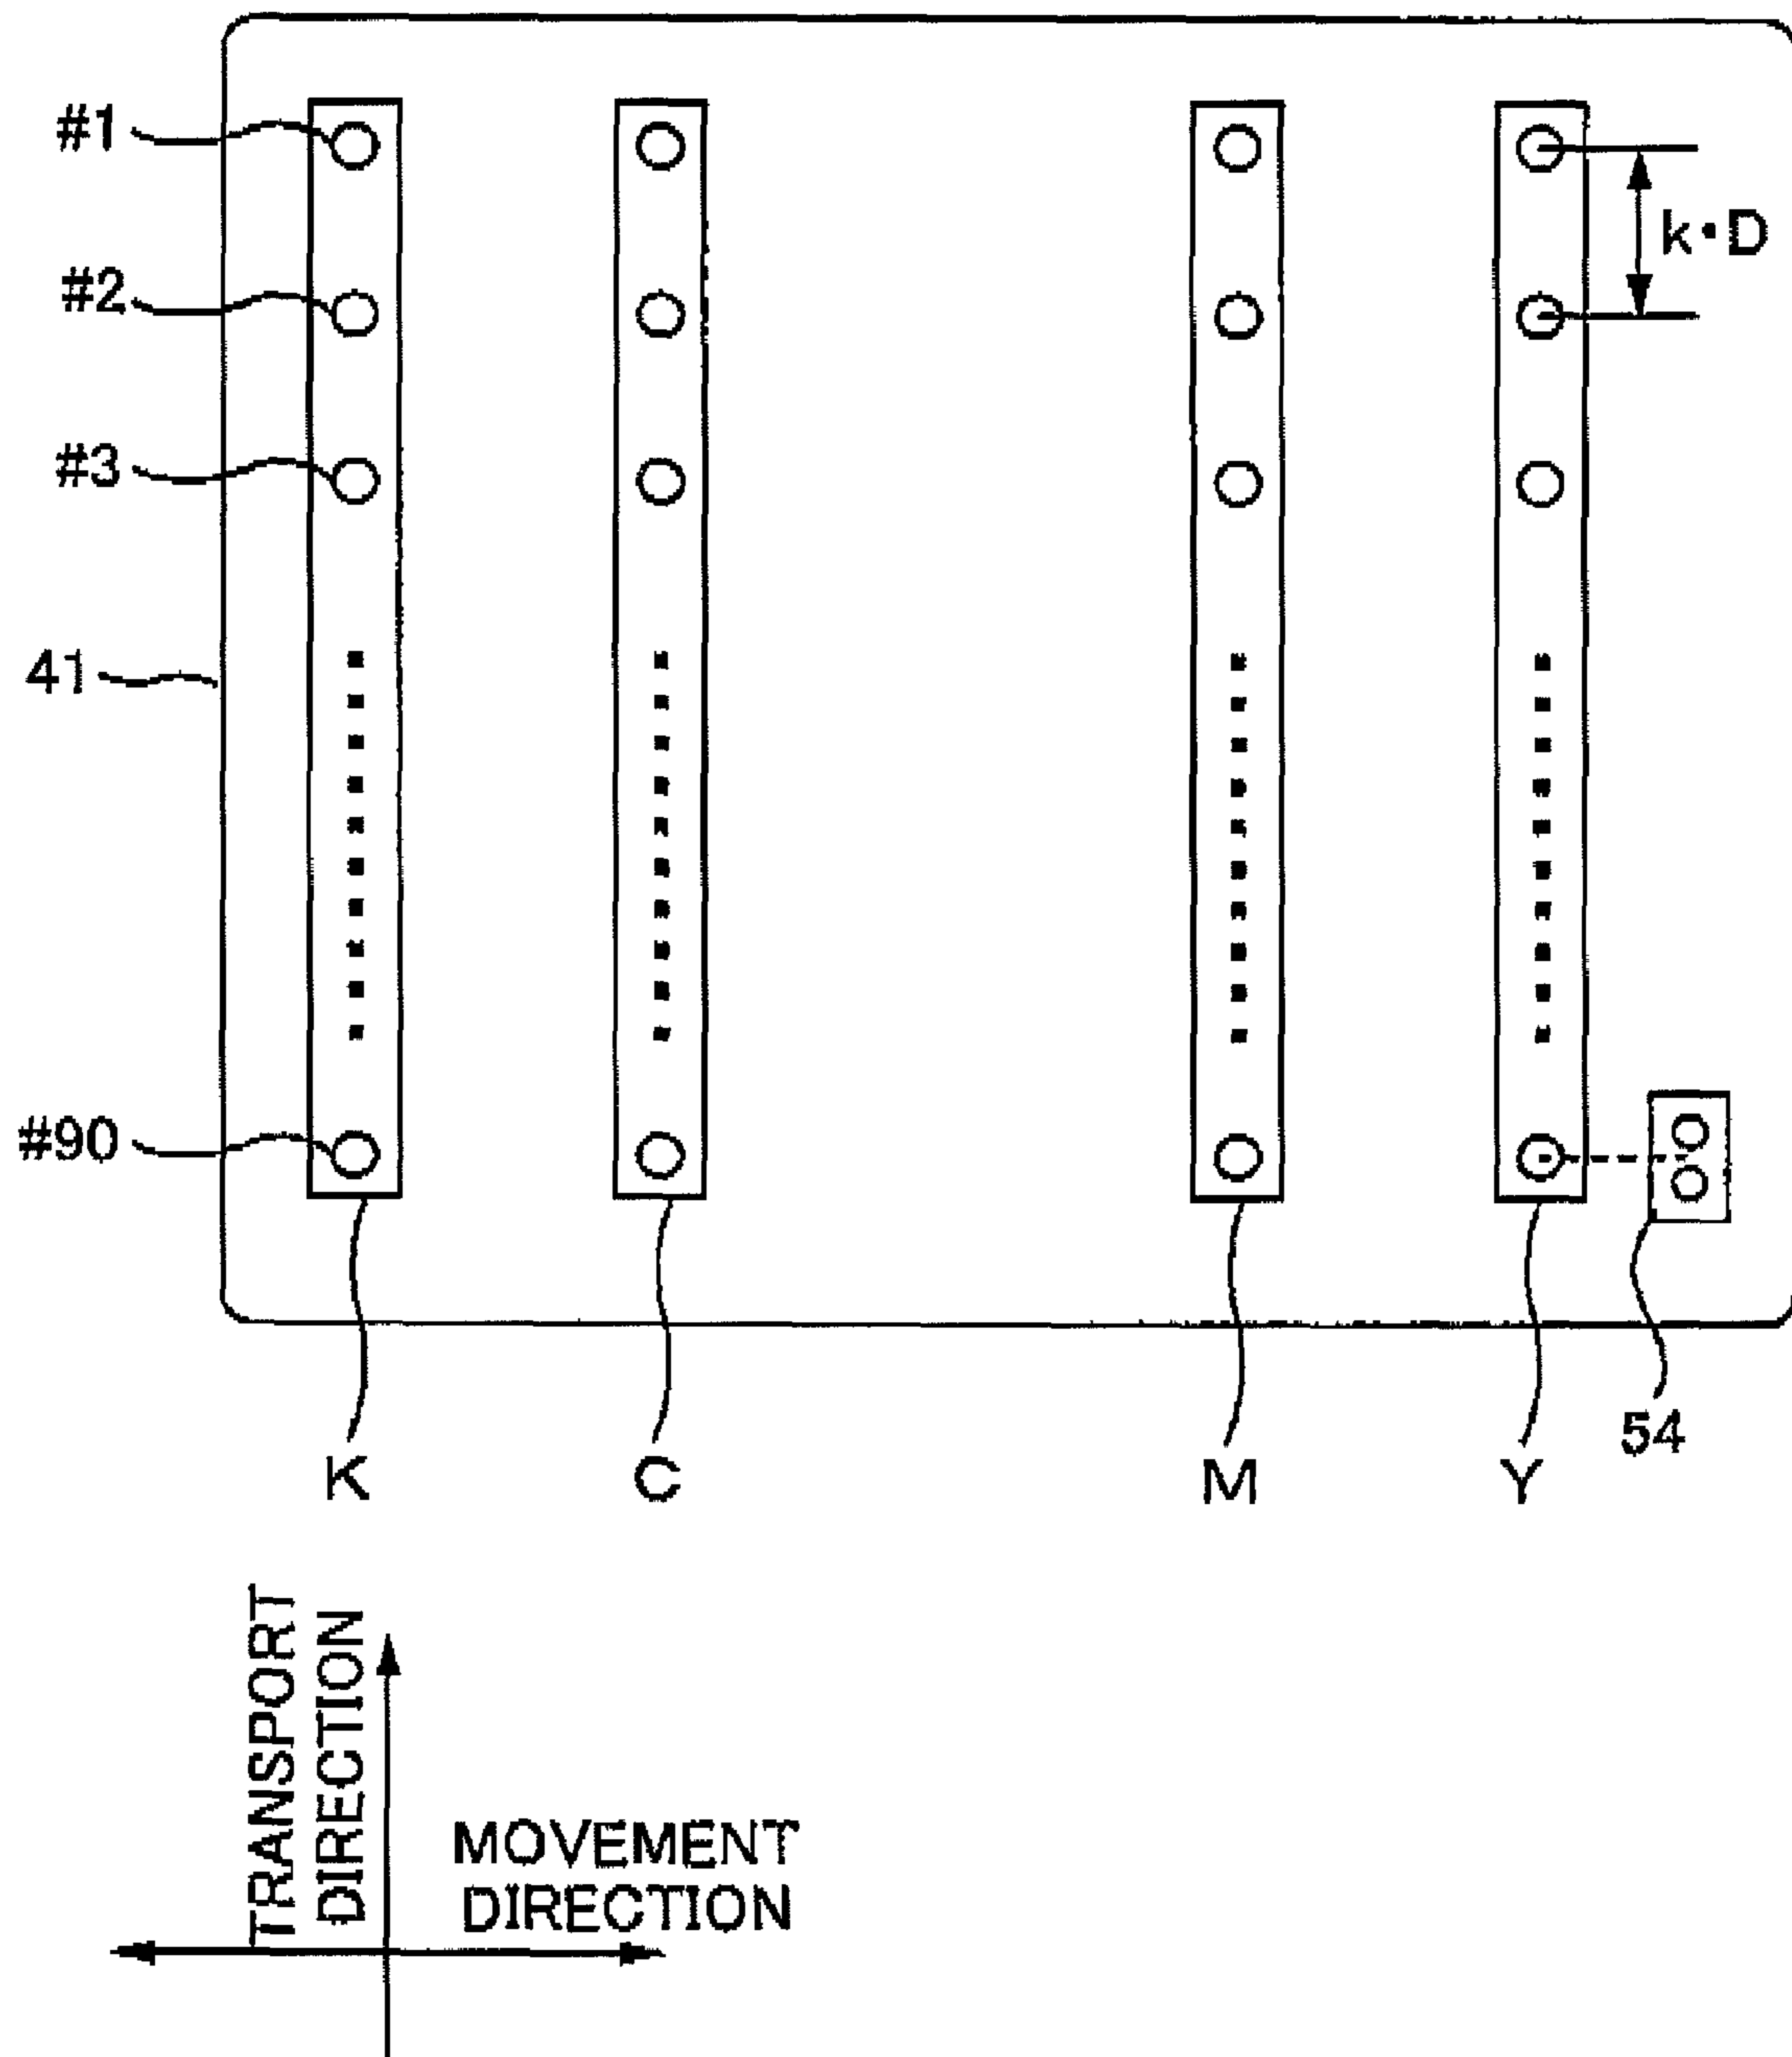 #1
#2
#3
41
#90
k·D
54
K
C
M
Y
TRANSPORT
DIRECTION
MOVEMENT
DIRECTION